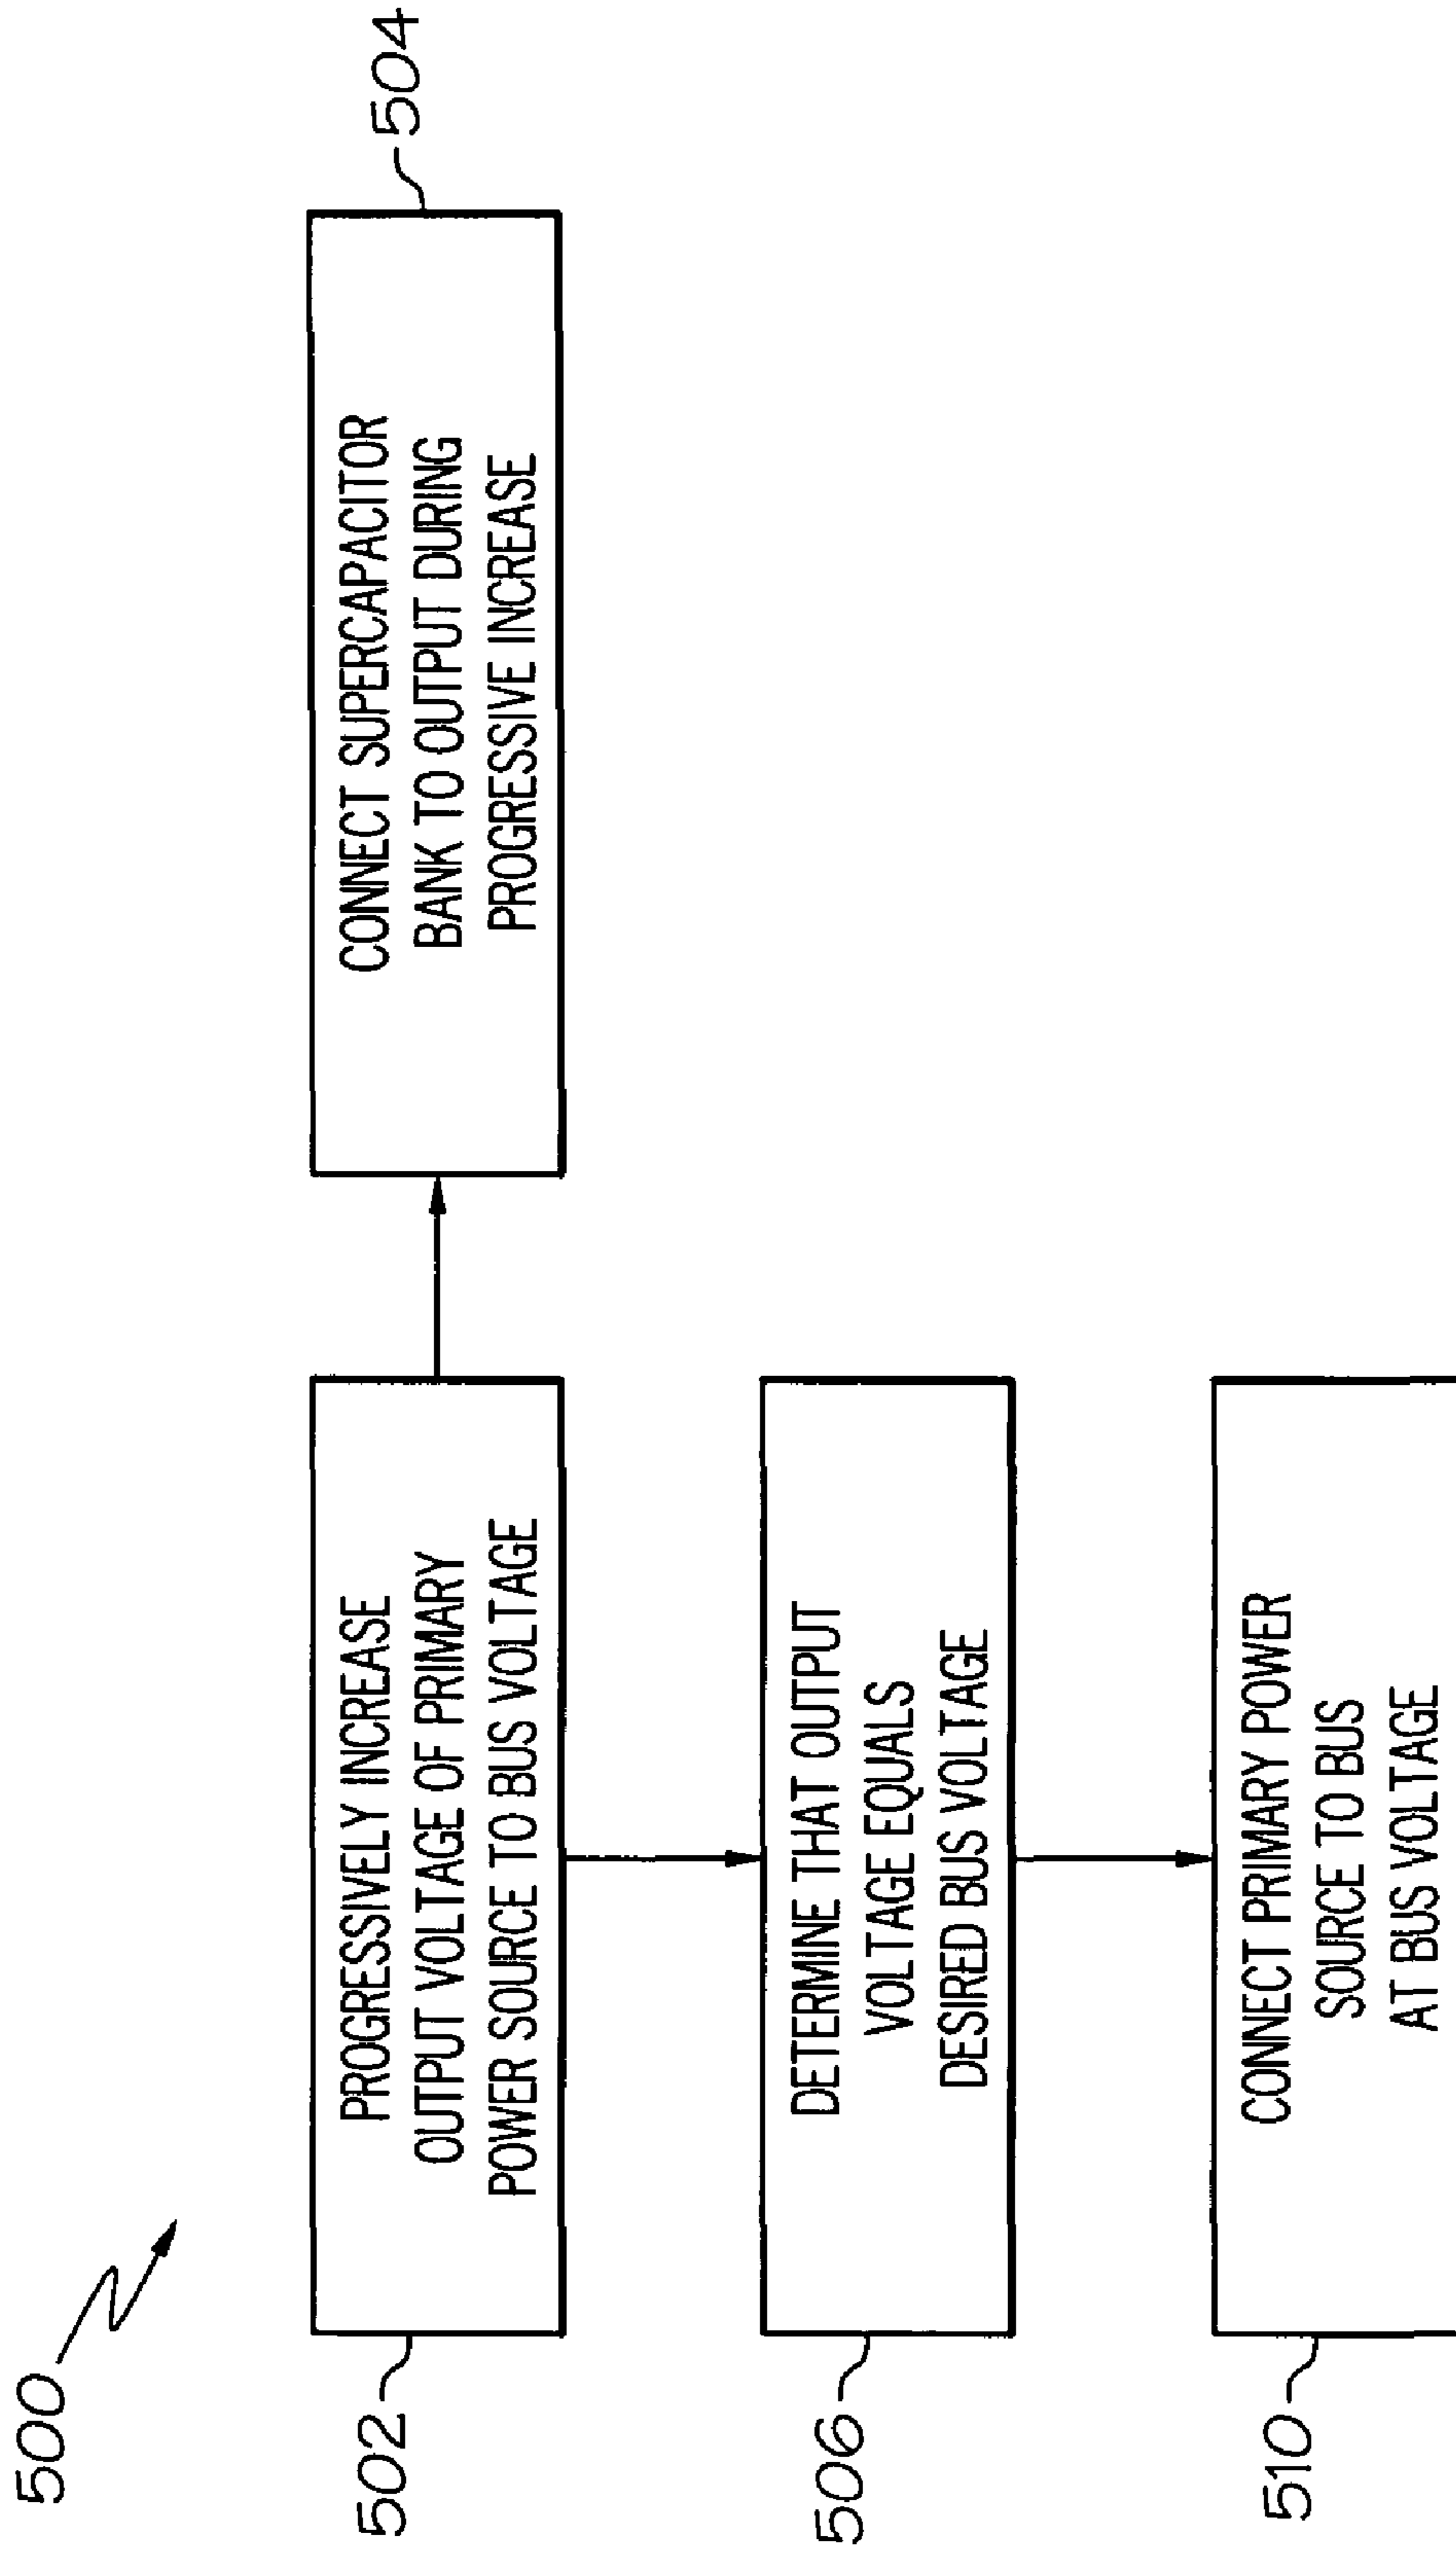 500
502
PROGRESSIVELY INCREASE
OUTPUT VOLTAGE OF PRIMARY
POWER SOURCE TO BUS VOLTAGE
CONNECT SUPERCAPACITOR
BANK TO OUTPUT DURING
PROGRESSIVE INCREASE
504
506
DETERMINE THAT OUTPUT
VOLTAGE EQUALS
DESIRED BUS VOLTAGE
510
CONNECT PRIMARY POWER
SOURCE TO BUS
AT BUS VOLTAGE